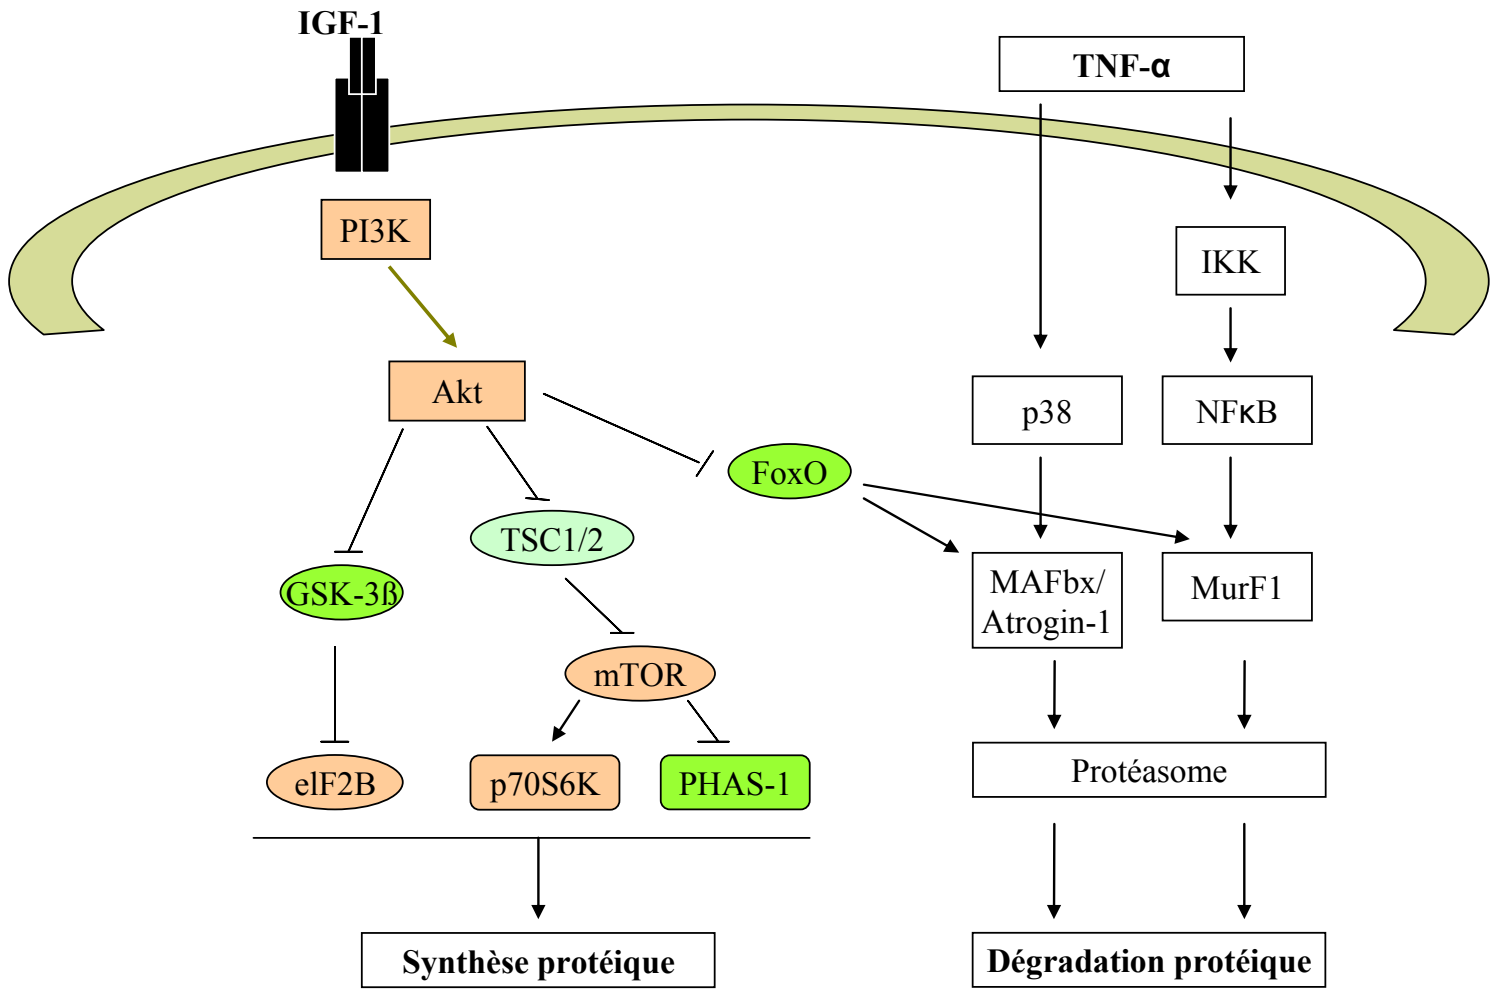 IGF-1
TNF-α
PI3K
IKK
Akt
p38
NFκB
FoxO
TSC1/2
GSK-3ß
MAFbx/
Atrogin-1
MurF1
mTOR
elF2B
p70S6K
PHAS-1
Protéasome
Synthèse protéique
Dégradation protéique